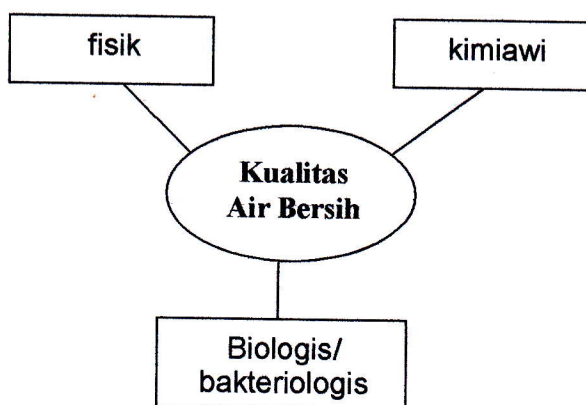 fisik
kimiawi
Kualitas
Air Bersih
Biologis/
bakteriologis